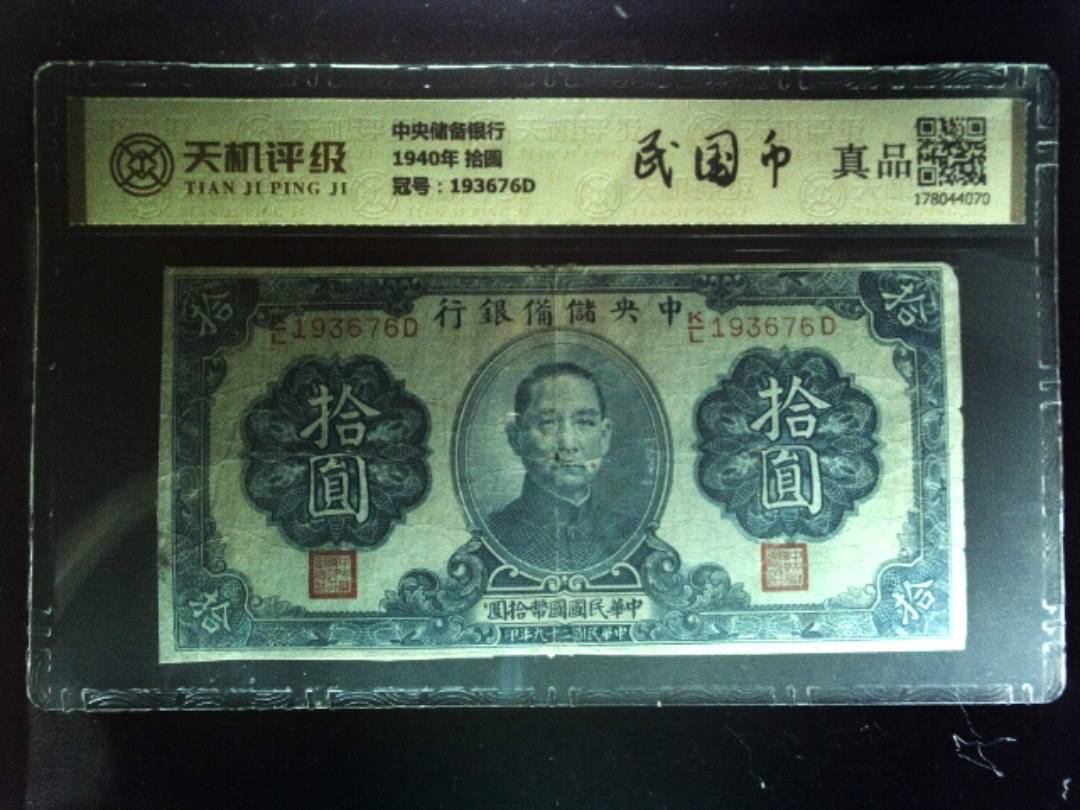 天机评级
TIAN JI PING JI
中央储备银行
1940年 拾圆
冠号：193676D
民国币
真品
178044070
拾
拾
行銀備儲央中
K/L 193676D
K/L 193676D
拾
圓
拾
圓
圓拾幣國國民華中
印年九十二國民華中
拾
拾